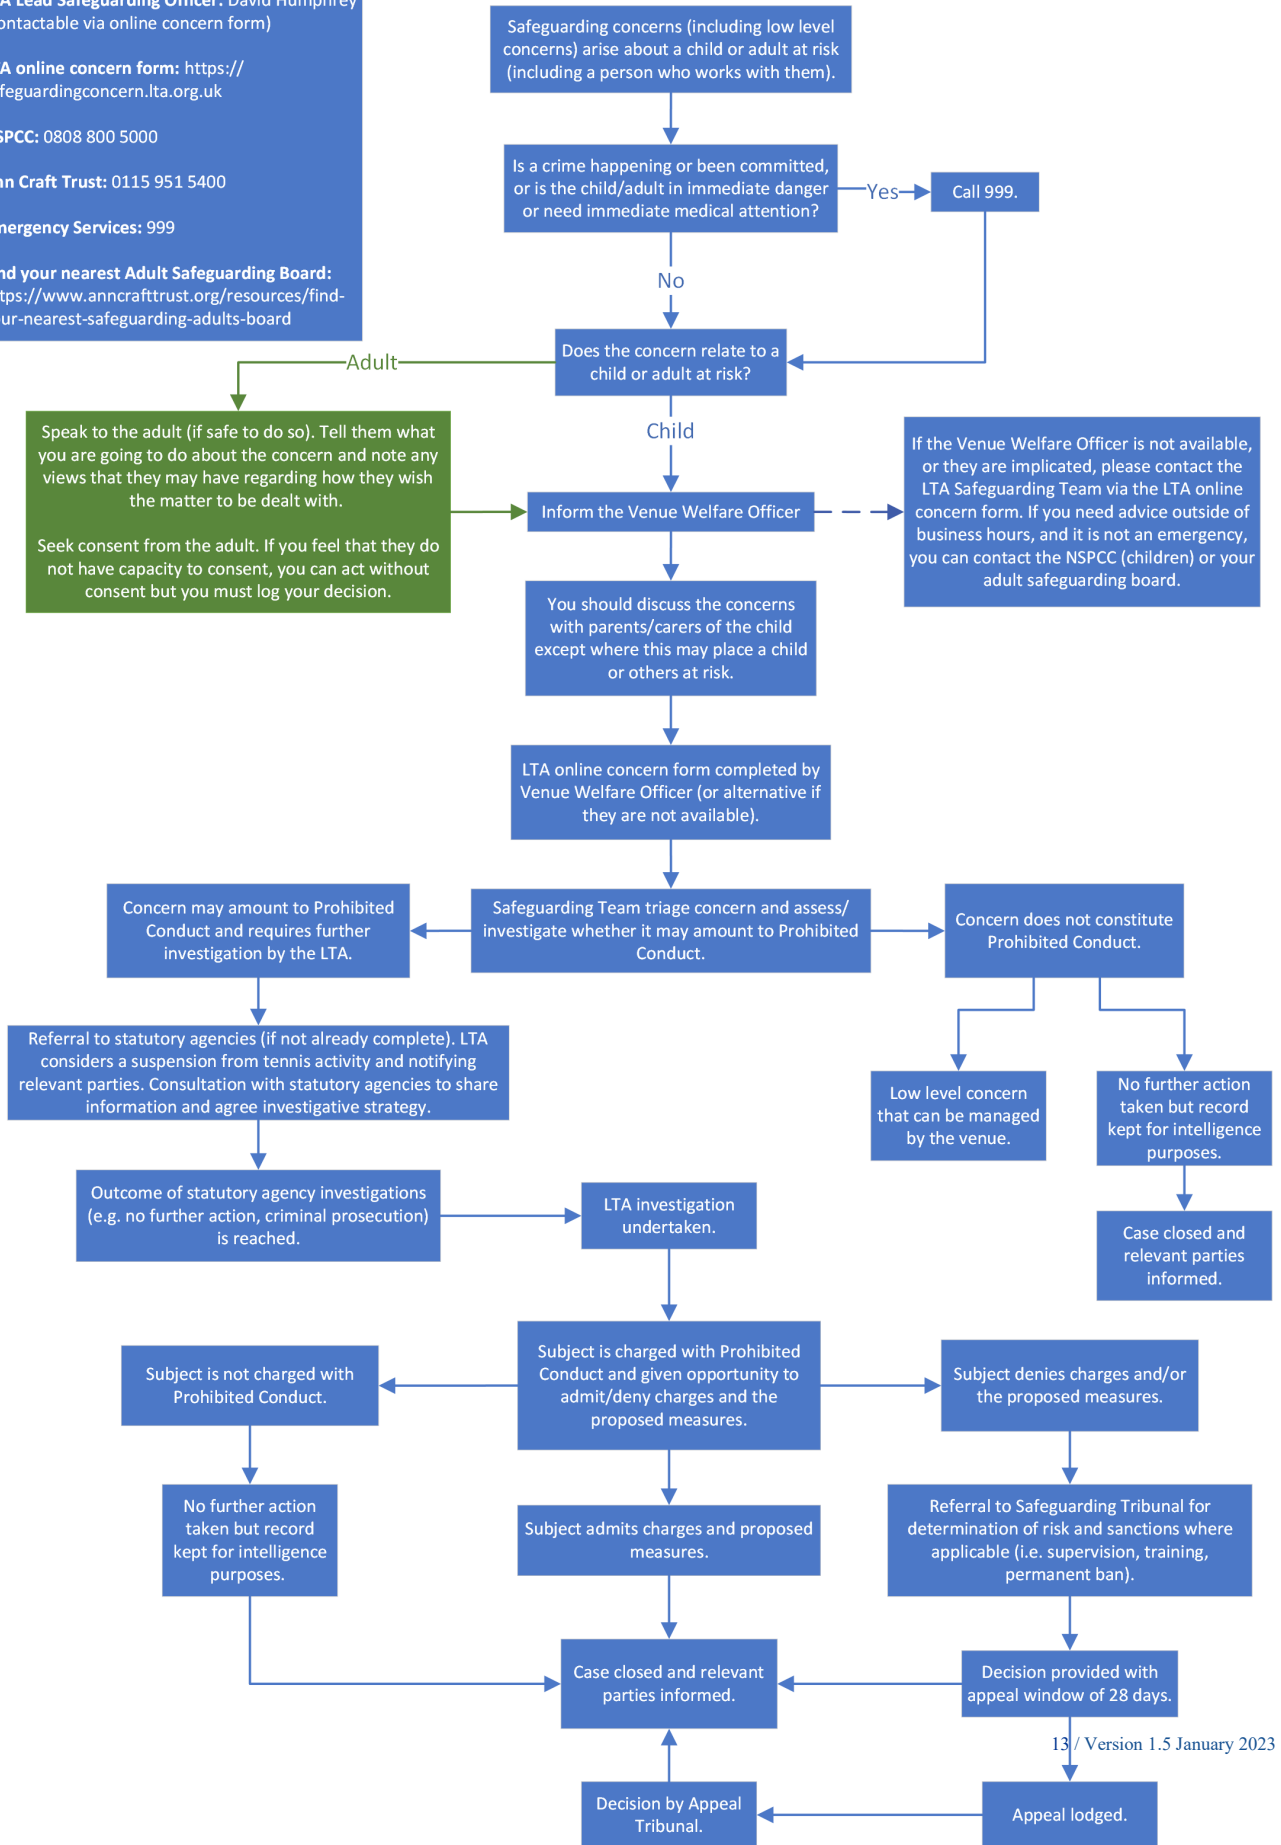 A Lead Safeguarding Officer: David Humphrey
ontactable via online concern form)
A online concern form: https://
feguardingconcern.lta.org.uk
SPCC: 0808 800 5000
nn Craft Trust: 0115 951 5400
mergency Services: 999
nd your nearest Adult Safeguarding Board:
tps://www.anncrafttrust.org/resources/find-
ur-nearest-safeguarding-adults-board
Safeguarding concerns (including low level
concerns) arise about a child or adult at risk
(including a person who works with them).
Is a crime happening or been committed,
or is the child/adult in immediate danger
or need immediate medical attention?
Yes
Call 999.
No
Does the concern relate to a
child or adult at risk?
Adult
Child
Speak to the adult (if safe to do so). Tell them what
you are going to do about the concern and note any
views that they may have regarding how they wish
the matter to be dealt with.
Seek consent from the adult. If you feel that they do
not have capacity to consent, you can act without
consent but you must log your decision.
Inform the Venue Welfare Officer
If the Venue Welfare Officer is not available,
or they are implicated, please contact the
LTA Safeguarding Team via the LTA online
concern form. If you need advice outside of
business hours, and it is not an emergency,
you can contact the NSPCC (children) or your
adult safeguarding board.
You should discuss the concerns
with parents/carers of the child
except where this may place a child
or others at risk.
LTA online concern form completed by
Venue Welfare Officer (or alternative if
they are not available).
Concern may amount to Prohibited
Conduct and requires further
investigation by the LTA.
Safeguarding Team triage concern and assess/
investigate whether it may amount to Prohibited
Conduct.
Concern does not constitute
Prohibited Conduct.
Referral to statutory agencies (if not already complete). LTA
considers a suspension from tennis activity and notifying
relevant parties. Consultation with statutory agencies to share
information and agree investigative strategy.
Low level concern
that can be managed
by the venue.
No further action
taken but record
kept for intelligence
purposes.
Outcome of statutory agency investigations
(e.g. no further action, criminal prosecution)
is reached.
LTA investigation
undertaken.
Case closed and
relevant parties
informed.
Subject is not charged with
Prohibited Conduct.
Subject is charged with Prohibited
Conduct and given opportunity to
admit/deny charges and the
proposed measures.
Subject denies charges and/or
the proposed measures.
No further action
taken but record
kept for intelligence
purposes.
Subject admits charges and proposed
measures.
Referral to Safeguarding Tribunal for
determination of risk and sanctions where
applicable (i.e. supervision, training,
permanent ban).
Case closed and relevant
parties informed.
Decision provided with
appeal window of 28 days.
13 / Version 1.5 January 2023
Decision by Appeal
Tribunal.
Appeal lodged.